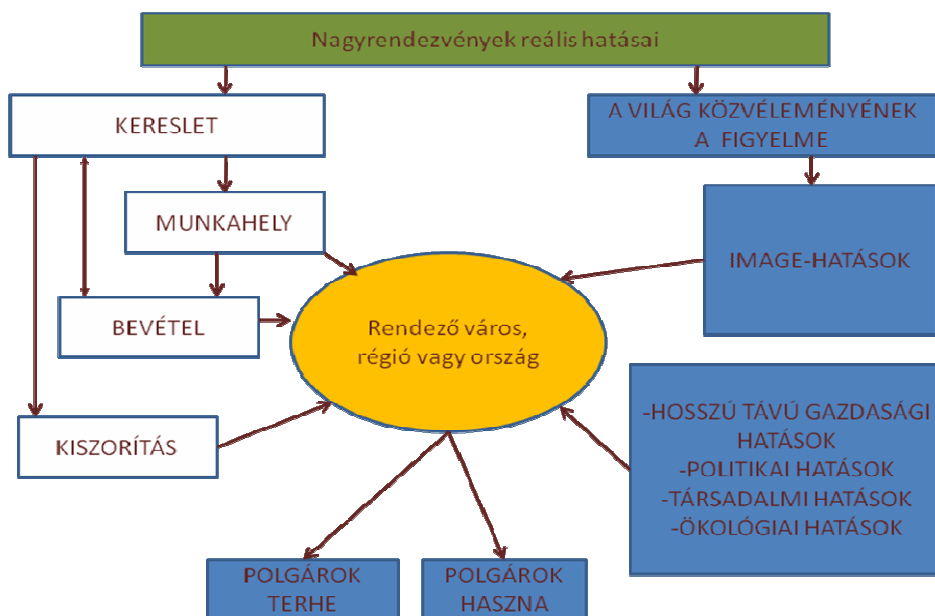 Nagyrendezvények reális hatásai
KERESLET
A VILÁG KÖZVÉLEMÉNYÉNEK
A FIGYELME
MUNKAHELY
IMAGE-HATÁSOK
BEVÉTEL
Rendező város,
régió vagy ország
KISZORÍTÁS
-HOSSZÚ TÁVÚ GAZDASÁGI
HATÁSOK
-POLITIKAI HATÁSOK
-TÁRSADALMI HATÁSOK
-ÖKOLÓGIAI HATÁSOK
POLGÁROK
TERHE
POLGÁROK
HASZNA